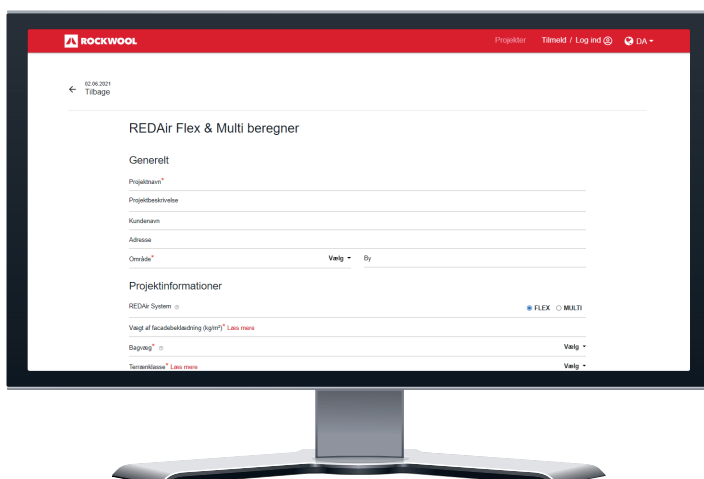 ROCKWOOL
Projekter Tilmeld / Log ind DA
02.06.2021
Tilbage
REDAir Flex & Multi beregner
Generelt
Projektnavn*
Projektbeskrivelse
Kundenavn
Adresse
Område* Vælg By
Projektinformationer
REDAir System FLEX MULTI
Vægt af facadebeklædning (kg/m²)* Læs mere
Bagvæg* Vælg
Terrænklasse* Læs mere Vælg